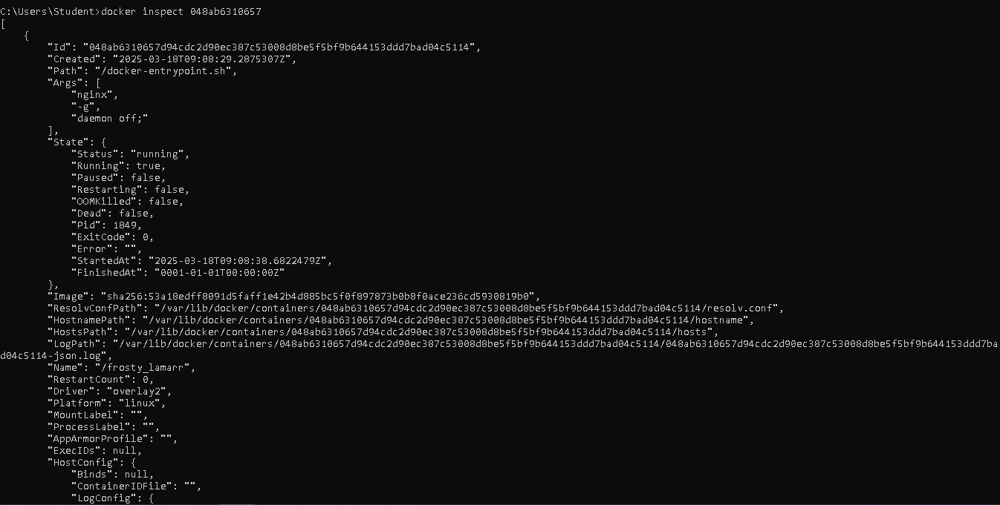 C:\Users\Student>docker inspect 048ab6310657
[
    {
        "Id": "048ab6310657d94cdc2d90ec387c53008d8be5f5bf9b644153ddd7bad04c5114",
        "Created": "2025-03-18T09:08:29.2875307Z",
        "Path": "/docker-entrypoint.sh",
        "Args": [
            "nginx",
            "-g",
            "daemon off;"
        ],
        "State": {
            "Status": "running",
            "Running": true,
            "Paused": false,
            "Restarting": false,
            "OOMKilled": false,
            "Dead": false,
            "Pid": 1849,
            "ExitCode": 0,
            "Error": "",
            "StartedAt": "2025-03-18T09:08:38.6822479Z",
            "FinishedAt": "0001-01-01T00:00:00Z"
        },
        "Image": "sha256:53a18edff8091d5faff1e42b4d885bc5f0f897873b0b8f0ace236cd5930819b0",
        "ResolvConfPath": "/var/lib/docker/containers/048ab6310657d94cdc2d90ec387c53008d8be5f5bf9b644153ddd7bad04c5114/resolv.conf",
        "HostnamePath": "/var/lib/docker/containers/048ab6310657d94cdc2d90ec387c53008d8be5f5bf9b644153ddd7bad04c5114/hostname",
        "HostsPath": "/var/lib/docker/containers/048ab6310657d94cdc2d90ec387c53008d8be5f5bf9b644153ddd7bad04c5114/hosts",
        "LogPath": "/var/lib/docker/containers/048ab6310657d94cdc2d90ec387c53008d8be5f5bf9b644153ddd7bad04c5114/048ab6310657d94cdc2d90ec387c53008d8be5f5bf9b644153ddd7ba
d04c5114-json.log",
        "Name": "/frosty_lamarr",
        "RestartCount": 0,
        "Driver": "overlay2",
        "Platform": "linux",
        "MountLabel": "",
        "ProcessLabel": "",
        "AppArmorProfile": "",
        "ExecIDs": null,
        "HostConfig": {
            "Binds": null,
            "ContainerIDFile": "",
            "LogConfig": {